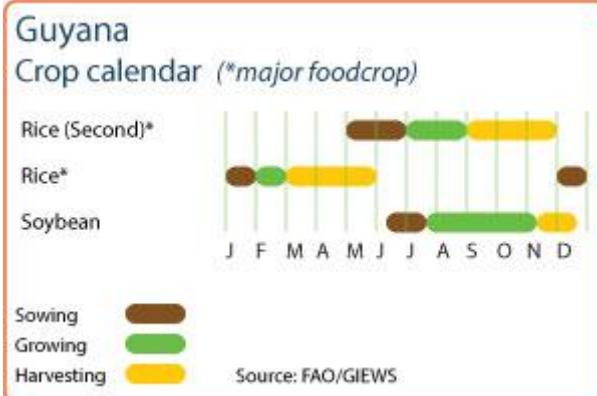 Guyana
Crop calendar (*major foodcrop)
Rice (Second)*
Rice*
Soybean
J F M A M J J A S O N D
Sowing
Growing
Harvesting
Source: FAO/GIEWS